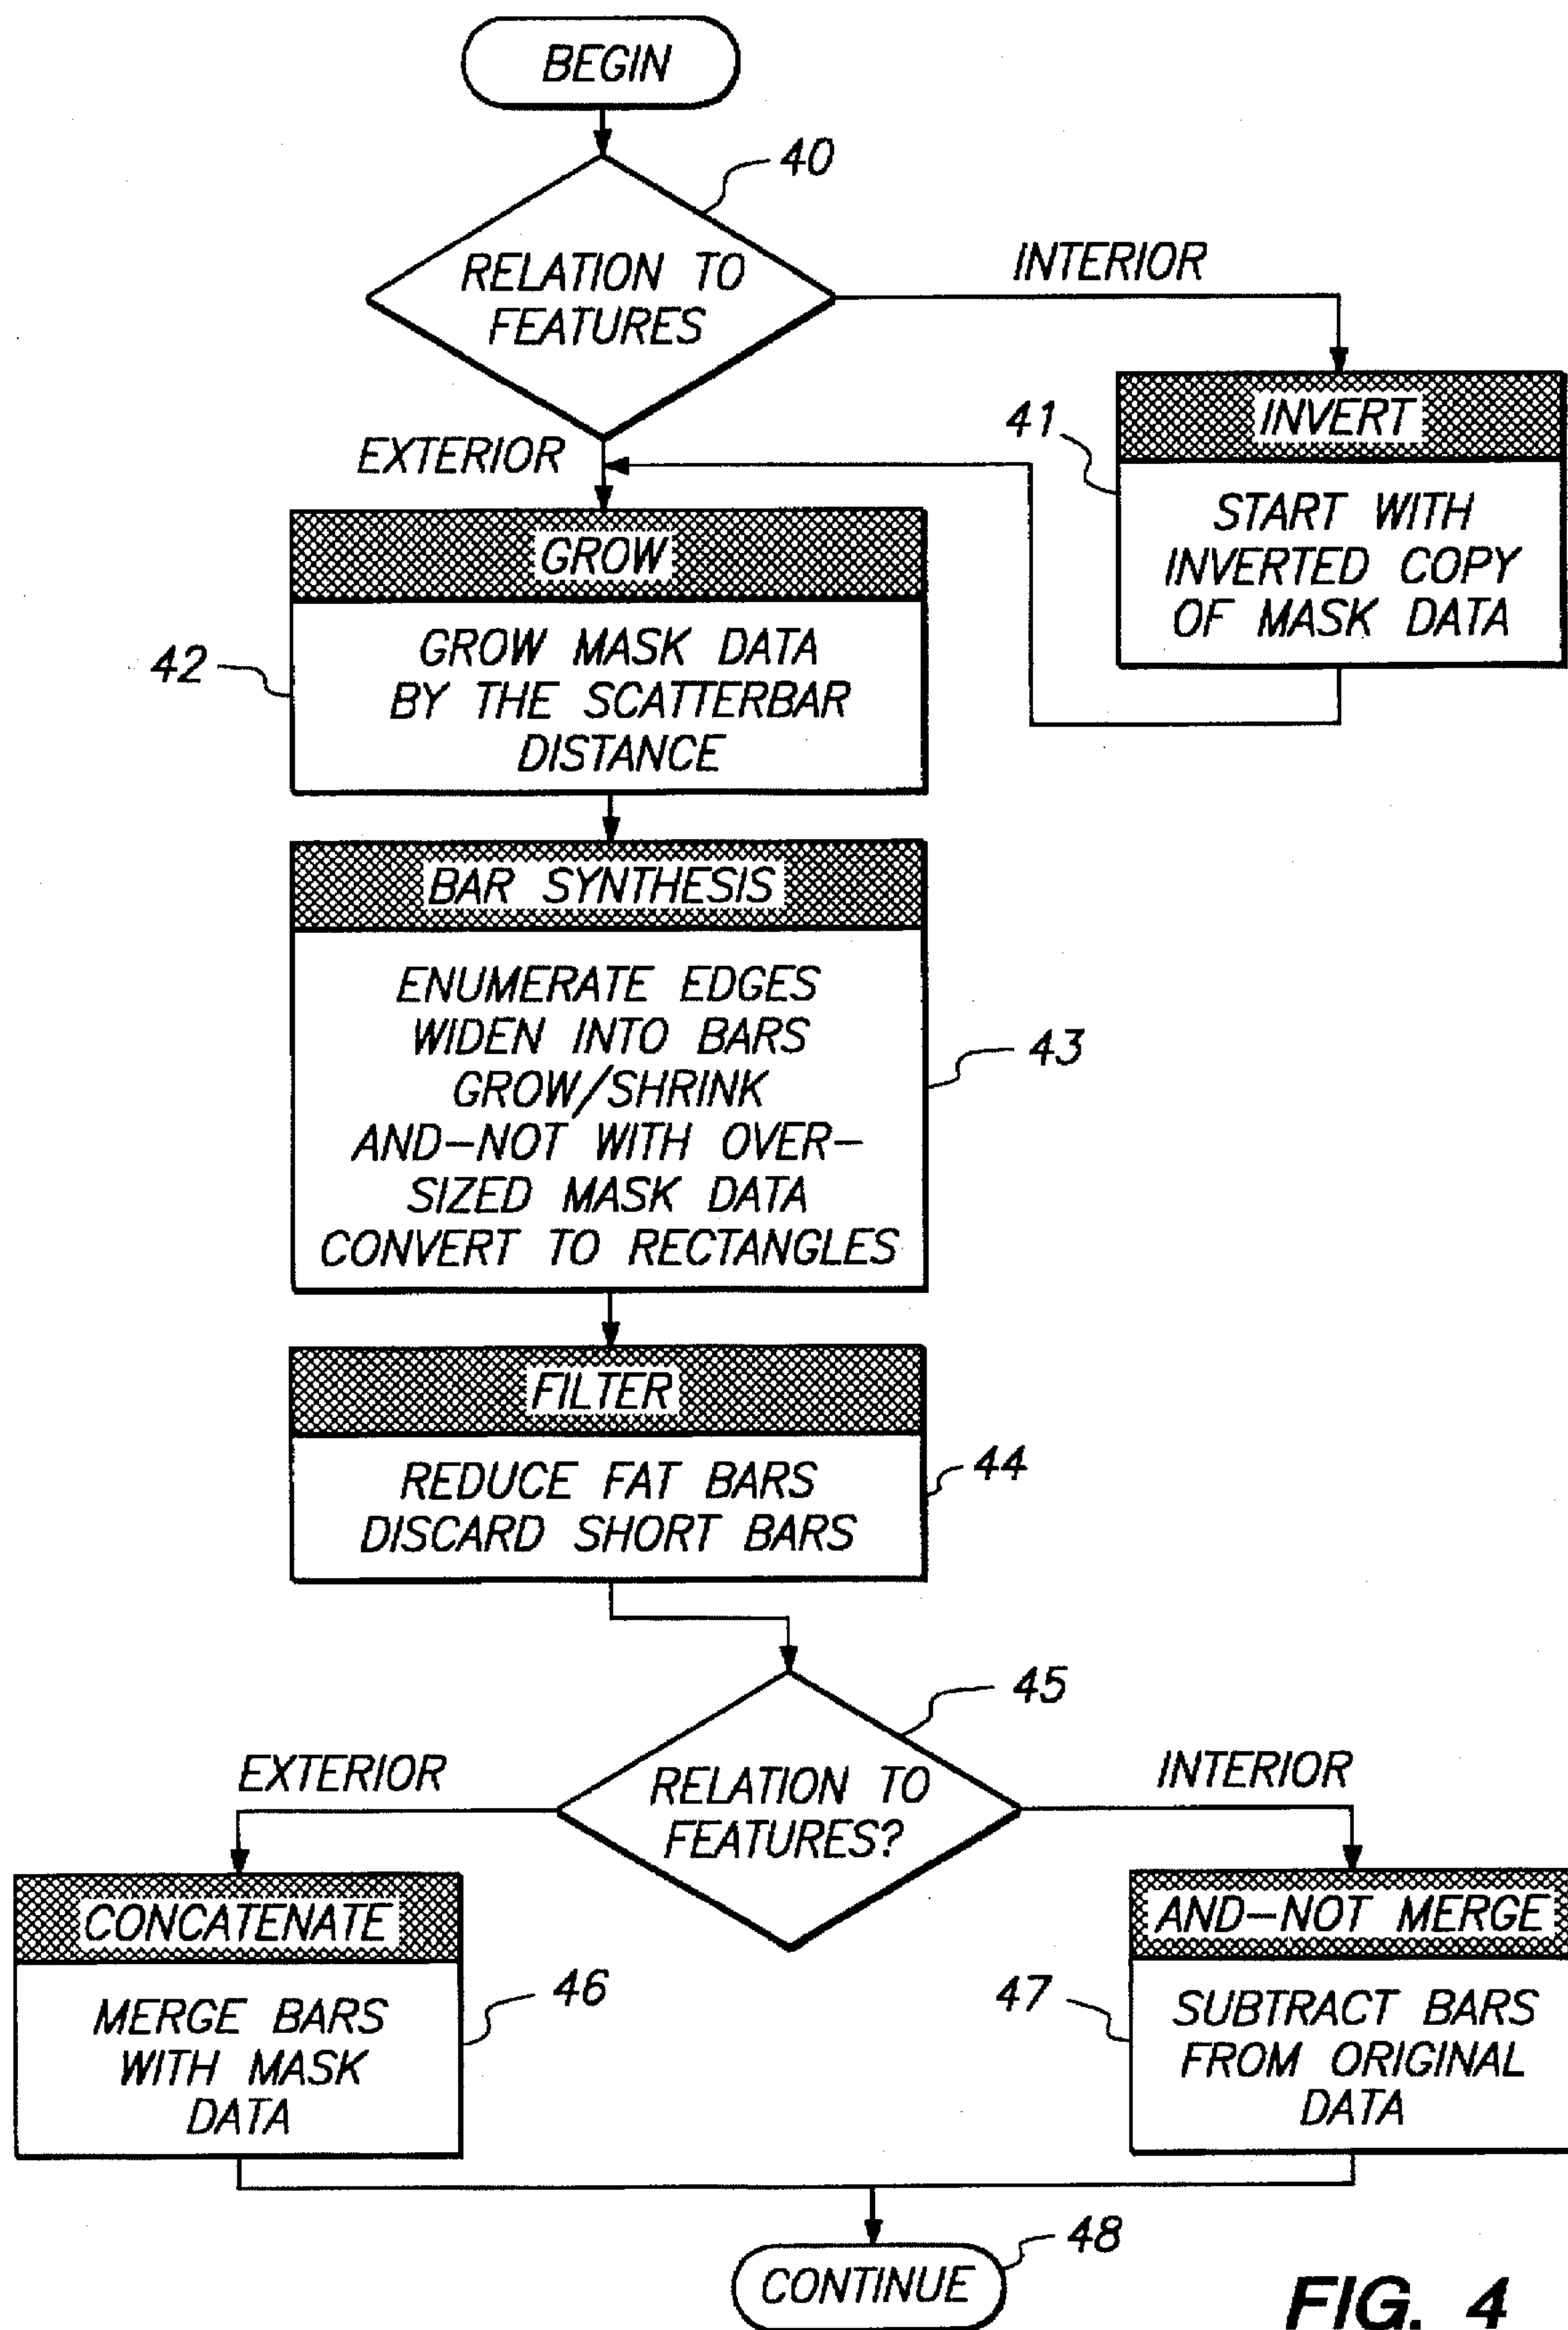 BEGIN
40
RELATION TO
FEATURES
INTERIOR
EXTERIOR
41
INVERT
START WITH
INVERTED COPY
OF MASK DATA
GROW
42
GROW MASK DATA
BY THE SCATTERBAR
DISTANCE
BAR SYNTHESIS
ENUMERATE EDGES
WIDEN INTO BARS
GROW/SHRINK
AND-NOT WITH OVER-
SIZED MASK DATA
CONVERT TO RECTANGLES
43
FILTER
REDUCE FAT BARS
DISCARD SHORT BARS
44
45
RELATION TO
FEATURES?
EXTERIOR
INTERIOR
CONCATENATE
MERGE BARS
WITH MASK
DATA
46
AND-NOT MERGE
47
SUBTRACT BARS
FROM ORIGINAL
DATA
48
CONTINUE
FIG. 4